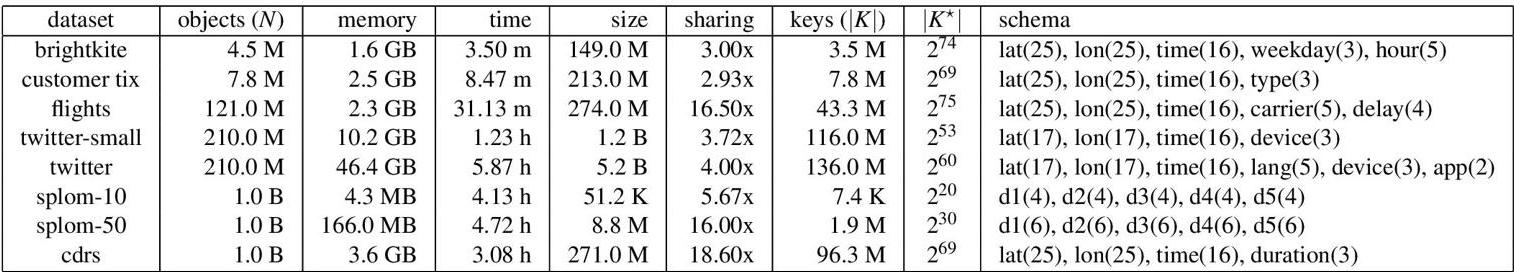 dataset objects (N) memory time size sharing keys (|K|) |K⋆| schema
brightkite 4.5 M 1.6 GB 3.50 m 149.0 M 3.00x 3.5 M 2^74 lat(25), lon(25), time(16), weekday(3), hour(5)
customer tix 7.8 M 2.5 GB 8.47 m 213.0 M 2.93x 7.8 M 2^69 lat(25), lon(25), time(16), type(3)
flights 121.0 M 2.3 GB 31.13 m 274.0 M 16.50x 43.3 M 2^75 lat(25), lon(25), time(16), carrier(5), delay(4)
twitter-small 210.0 M 10.2 GB 1.23 h 1.2 B 3.72x 116.0 M 2^53 lat(17), lon(17), time(16), device(3)
twitter 210.0 M 46.4 GB 5.87 h 5.2 B 4.00x 136.0 M 2^60 lat(17), lon(17), time(16), lang(5), device(3), app(2)
splom-10 1.0 B 4.3 MB 4.13 h 51.2 K 5.67x 7.4 K 2^20 d1(4), d2(4), d3(4), d4(4), d5(4)
splom-50 1.0 B 166.0 MB 4.72 h 8.8 M 16.00x 1.9 M 2^30 d1(6), d2(6), d3(6), d4(6), d5(6)
cdrs 1.0 B 3.6 GB 3.08 h 271.0 M 18.60x 96.3 M 2^69 lat(25), lon(25), time(16), duration(3)